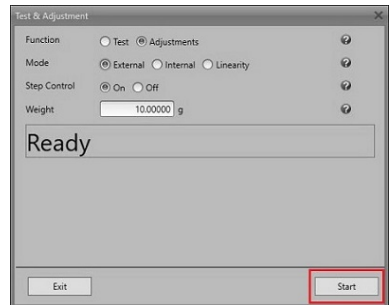 Test & Adjustment
Function Test Adjustments
Mode External Internal Linearity
Step Control On Off
Weight 10.00000 g
Ready
Exit Start